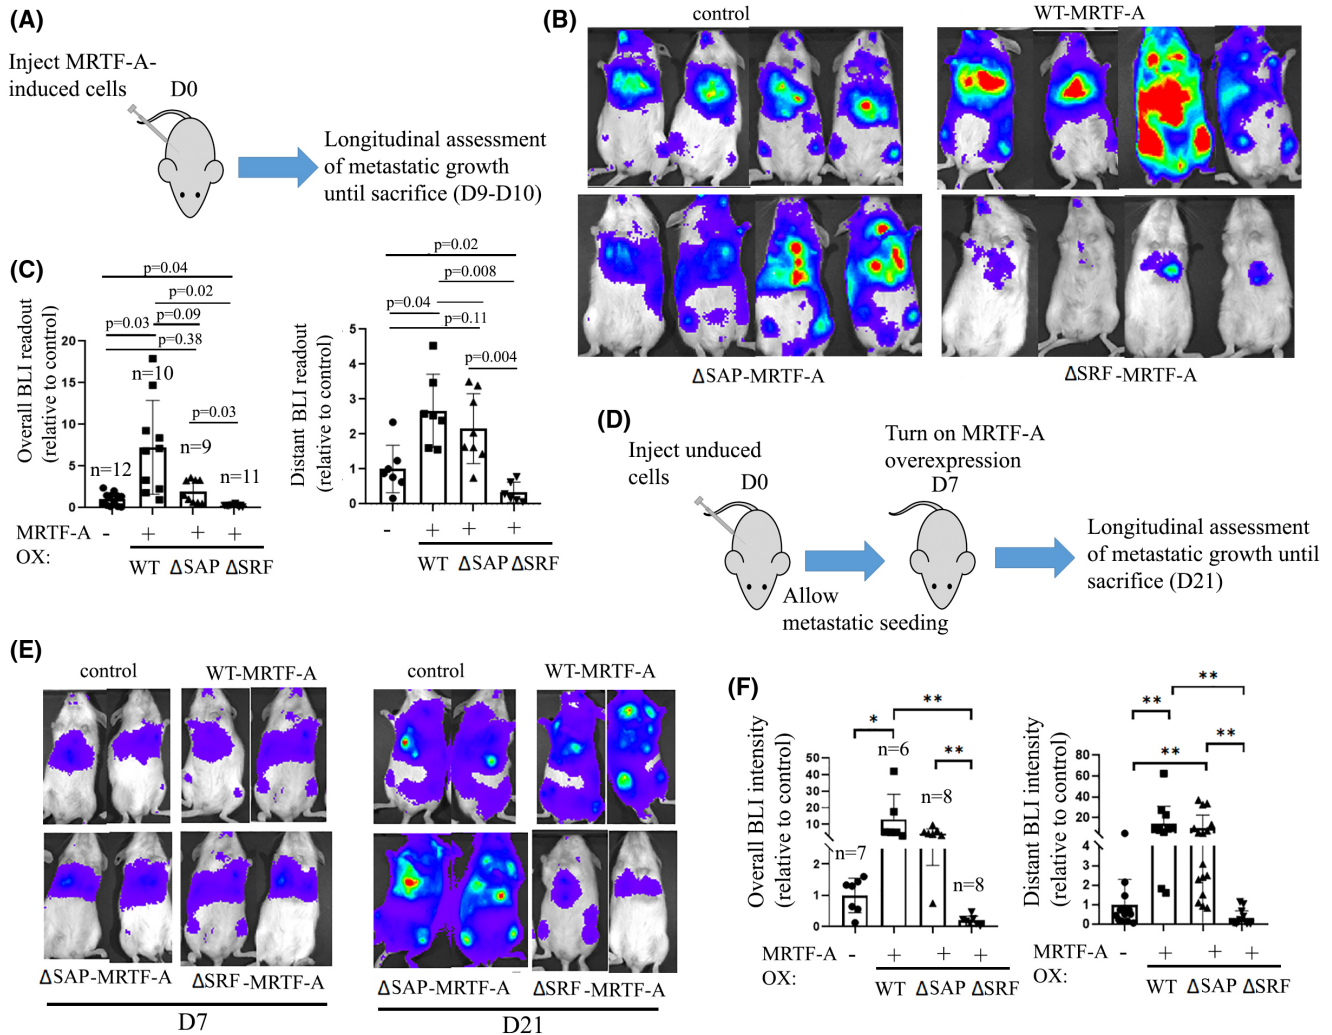 (A)
Inject MRTF-A-
induced cells
D0
Longitudinal assessment
of metastatic growth
until sacrifice (D9-D10)
(B)
control
WT-MRTF-A
ΔSAP-MRTF-A
ΔSRF-MRTF-A
(C)
Overall BLI readout
(relative to control)
p=0.04
p=0.02
p=0.09
p=0.03
p=0.38
p=0.03
n=12
n=10
n=9
n=11
20
15
10
5
0
MRTF-A - + + +
OX:
WT ΔSAP ΔSRF
Distant BLI readout
(relative to control)
p=0.02
p=0.008
p=0.04
p=0.11
p=0.004
5
4
3
2
1
0
- + + +
WT ΔSAP ΔSRF
(D)
Inject unduced
cells
D0
Turn on MRTF-A
overexpression
D7
Allow
metastatic seeding
Longitudinal assessment
of metastatic growth until
sacrifice (D21)
(E)
control
WT-MRTF-A
control
WT-MRTF-A
ΔSAP-MRTF-A
ΔSRF-MRTF-A
ΔSAP-MRTF-A
ΔSRF-MRTF-A
D7
D21
(F)
Overall BLI intensity
(relative to control)
**
*
**
n=6
n=8
n=7
n=8
50
40
30
20
10
2
1
0
MRTF-A - + + +
OX:
WT ΔSAP ΔSRF
Distant BLI intensity
(relative to control)
**
**
**
**
80
60
40
20
4
3
2
1
0
MRTF-A - + + +
OX:
WT ΔSAP ΔSRF